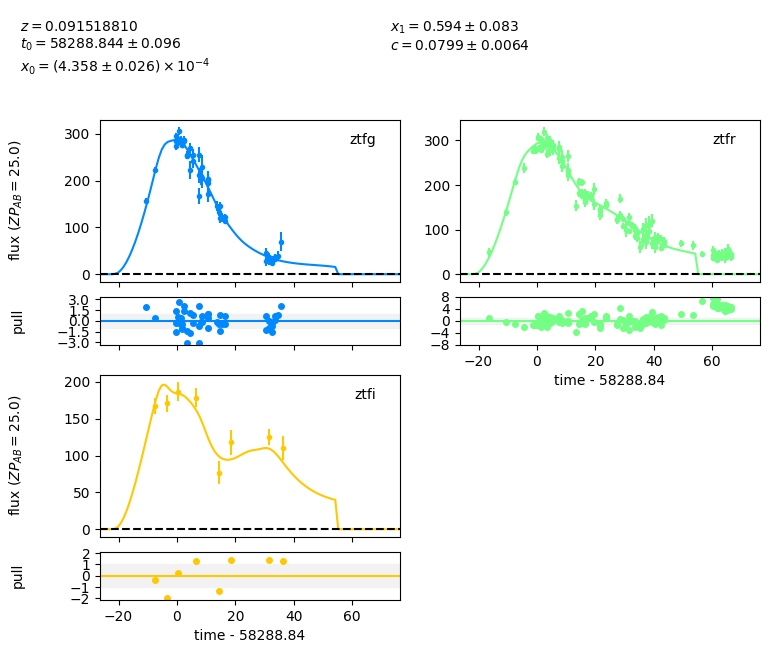 z = 0.091518810
t₀ = 58288.844 ± 0.096
x₀ = (4.358 ± 0.026) × 10⁻⁴
x₁ = 0.594 ± 0.083
c = 0.0799 ± 0.0064
flux (ZP_AB = 25.0)
300
200
100
0
ztfg
pull
3.0
1.5
0.0
−1.5
−3.0
300
200
100
0
ztfr
8
4
0
−4
−8
−20 0 20 40 60
time - 58288.84
flux (ZP_AB = 25.0)
200
150
100
50
0
ztfi
pull
2
1
0
−1
−2
−20 0 20 40 60
time - 58288.84